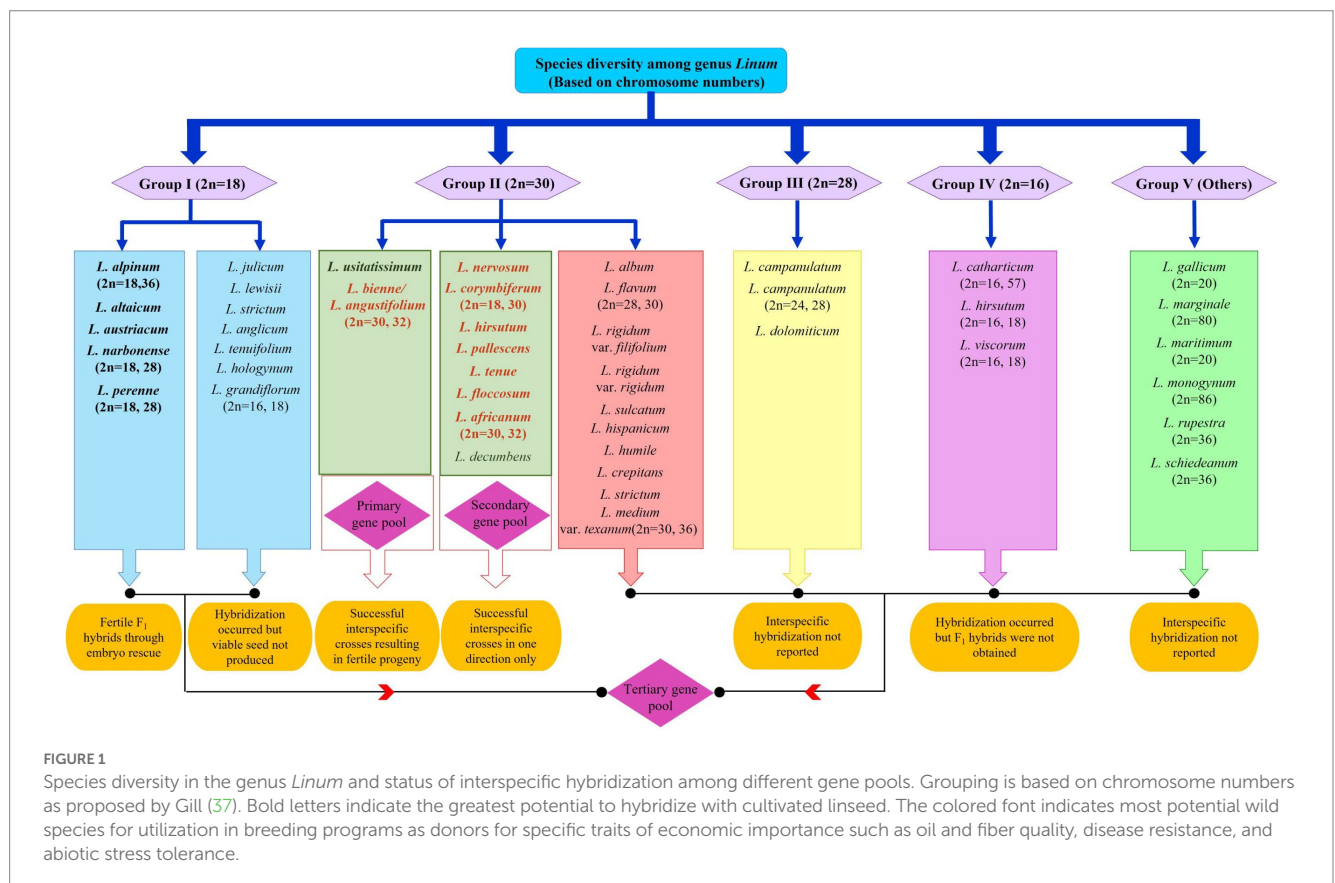 Species diversity among genus Linum
(Based on chromosome numbers)
Group I (2n=18)
Group II (2n=30)
Group III (2n=28)
Group IV (2n=16)
Group V (Others)
L. alpinum
(2n=18,36)
L. altaicum
L. austriacum
L. narbonense
(2n=18, 28)
L. perenne
(2n=18, 28)
L. julicum
L. lewisii
L. strictum
L. anglicum
L. tenuifolium
L. hologynum
L. grandiflorum
(2n=16, 18)
L. usitatissimum
L. bienne/
L. angustifolium
(2n=30, 32)
L. nervosum
L. corymbiferum
(2n=18, 30)
L. hirsutum
L. pallescens
L. tenue
L. floccosum
L. africanum
(2n=30, 32)
L. decumbens
L. album
L. flavum
(2n=28, 30)
L. rigidum
var. filifolium
L. rigidum
var. rigidum
L. sulcatum
L. hispanicum
L. humile
L. crepitans
L. strictum
L. medium
var. texanum(2n=30, 36)
L. campanulatum
L. campanulatum
(2n=24, 28)
L. dolomiticum
L. catharticum
(2n=16, 57)
L. hirsutum
(2n=16, 18)
L. viscorum
(2n=16, 18)
L. gallicum
(2n=20)
L. marginale
(2n=80)
L. maritimum
(2n=20)
L. monogynum
(2n=86)
L. rupestra
(2n=36)
L. schiedeanum
(2n=36)
Primary
gene pool
Secondary
gene pool
Fertile F1
hybrids through
embryo rescue
Hybridization
occurred but
viable seed not
produced
Successful
interspecific
crosses resulting
in fertile progeny
Successful
interspecific
crosses in one
direction only
Interspecific
hybridization not
reported
Hybridization occurred
but F1 hybrids were not
obtained
Interspecific
hybridization not
reported
Tertiary gene
pool
FIGURE 1
Species diversity in the genus Linum and status of interspecific hybridization among different gene pools. Grouping is based on chromosome numbers
as proposed by Gill (37). Bold letters indicate the greatest potential to hybridize with cultivated linseed. The colored font indicates most potential wild
species for utilization in breeding programs as donors for specific traits of economic importance such as oil and fiber quality, disease resistance, and
abiotic stress tolerance.